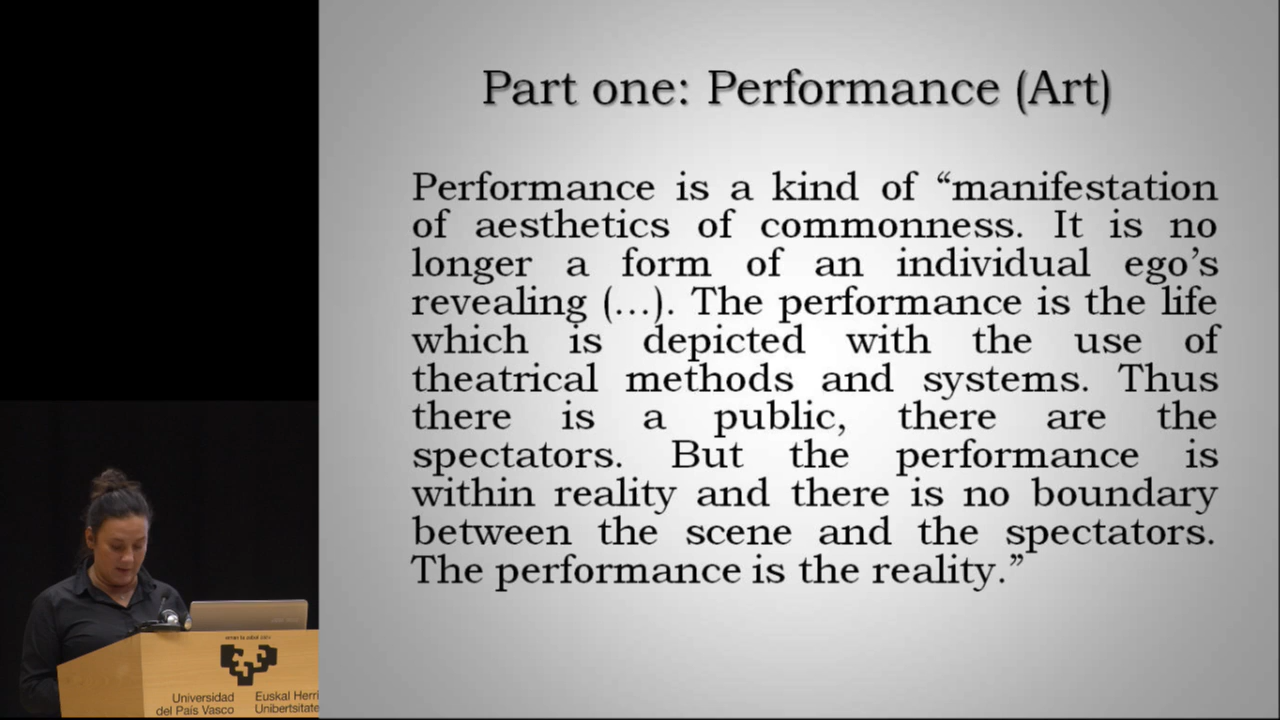 Part one: Performance (Art)
Performance is a kind of “manifestation
of aesthetics of commonness. It is no
longer a form of an individual ego’s
revealing (…). The performance is the life
which is depicted with the use of
theatrical methods and systems. Thus
there is a public, there are the
spectators. But the performance is
within reality and there is no boundary
between the scene and the spectators.
The performance is the reality.”
Universidad
del País Vasco
Euskal Herri
Unibertsitate